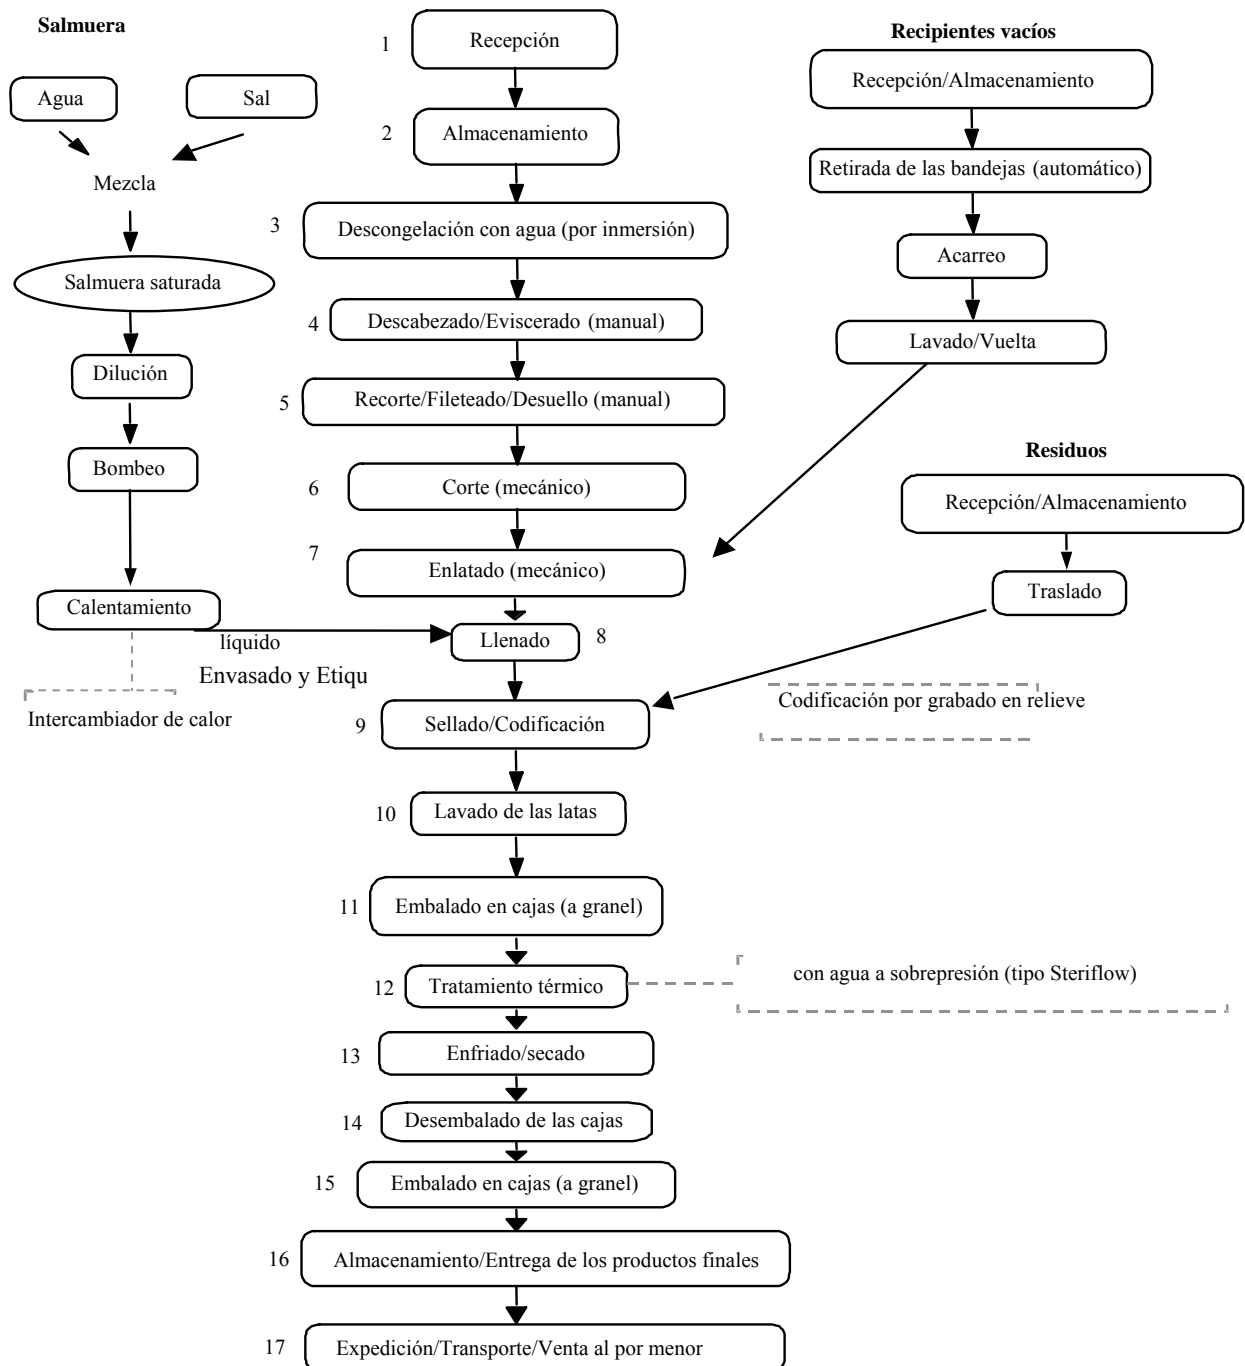 Salmuera
Agua
Sal
Mezcla
Salmuera saturada
Dilución
Bombeo
Calentamiento
líquido
Envasado y Etiqu
Intercambiador de calor
1 Recepción
2 Almacenamiento
3 Descongelación con agua (por inmersión)
4 Descabezado/Eviscerado (manual)
5 Recorte/Fileteado/Desuello (manual)
6 Corte (mecánico)
7 Enlatado (mecánico)
Llenado 8
9 Sellado/Codificación
10 Lavado de las latas
11 Embalado en cajas (a granel)
12 Tratamiento térmico
con agua a sobrepresión (tipo Steriflow)
13 Enfriado/secado
14 Desembalado de las cajas
15 Embalado en cajas (a granel)
16 Almacenamiento/Entrega de los productos finales
17 Expedición/Transporte/Venta al por menor
Recipientes vacíos
Recepción/Almacenamiento
Retirada de las bandejas (automático)
Acarreo
Lavado/Vuelta
Residuos
Recepción/Almacenamiento
Traslado
Codificación por grabado en relieve